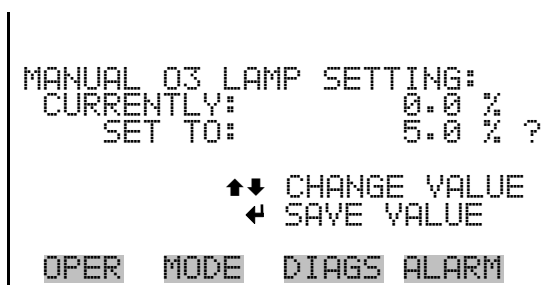 MANUAL O3 LAMP SETTING:
CURRENTLY: 0.0 %
SET TO: 5.0 % ?
⬆⬇ CHANGE VALUE
↵ SAVE VALUE
OPER MODE DIAGS ALARM